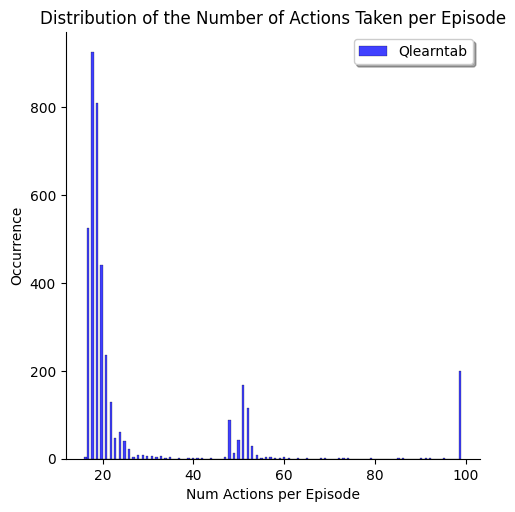 Distribution of the Number of Actions Taken per Episode
Qlearntab
Occurrence
800
600
400
200
0
20 40 60 80 100
Num Actions per Episode